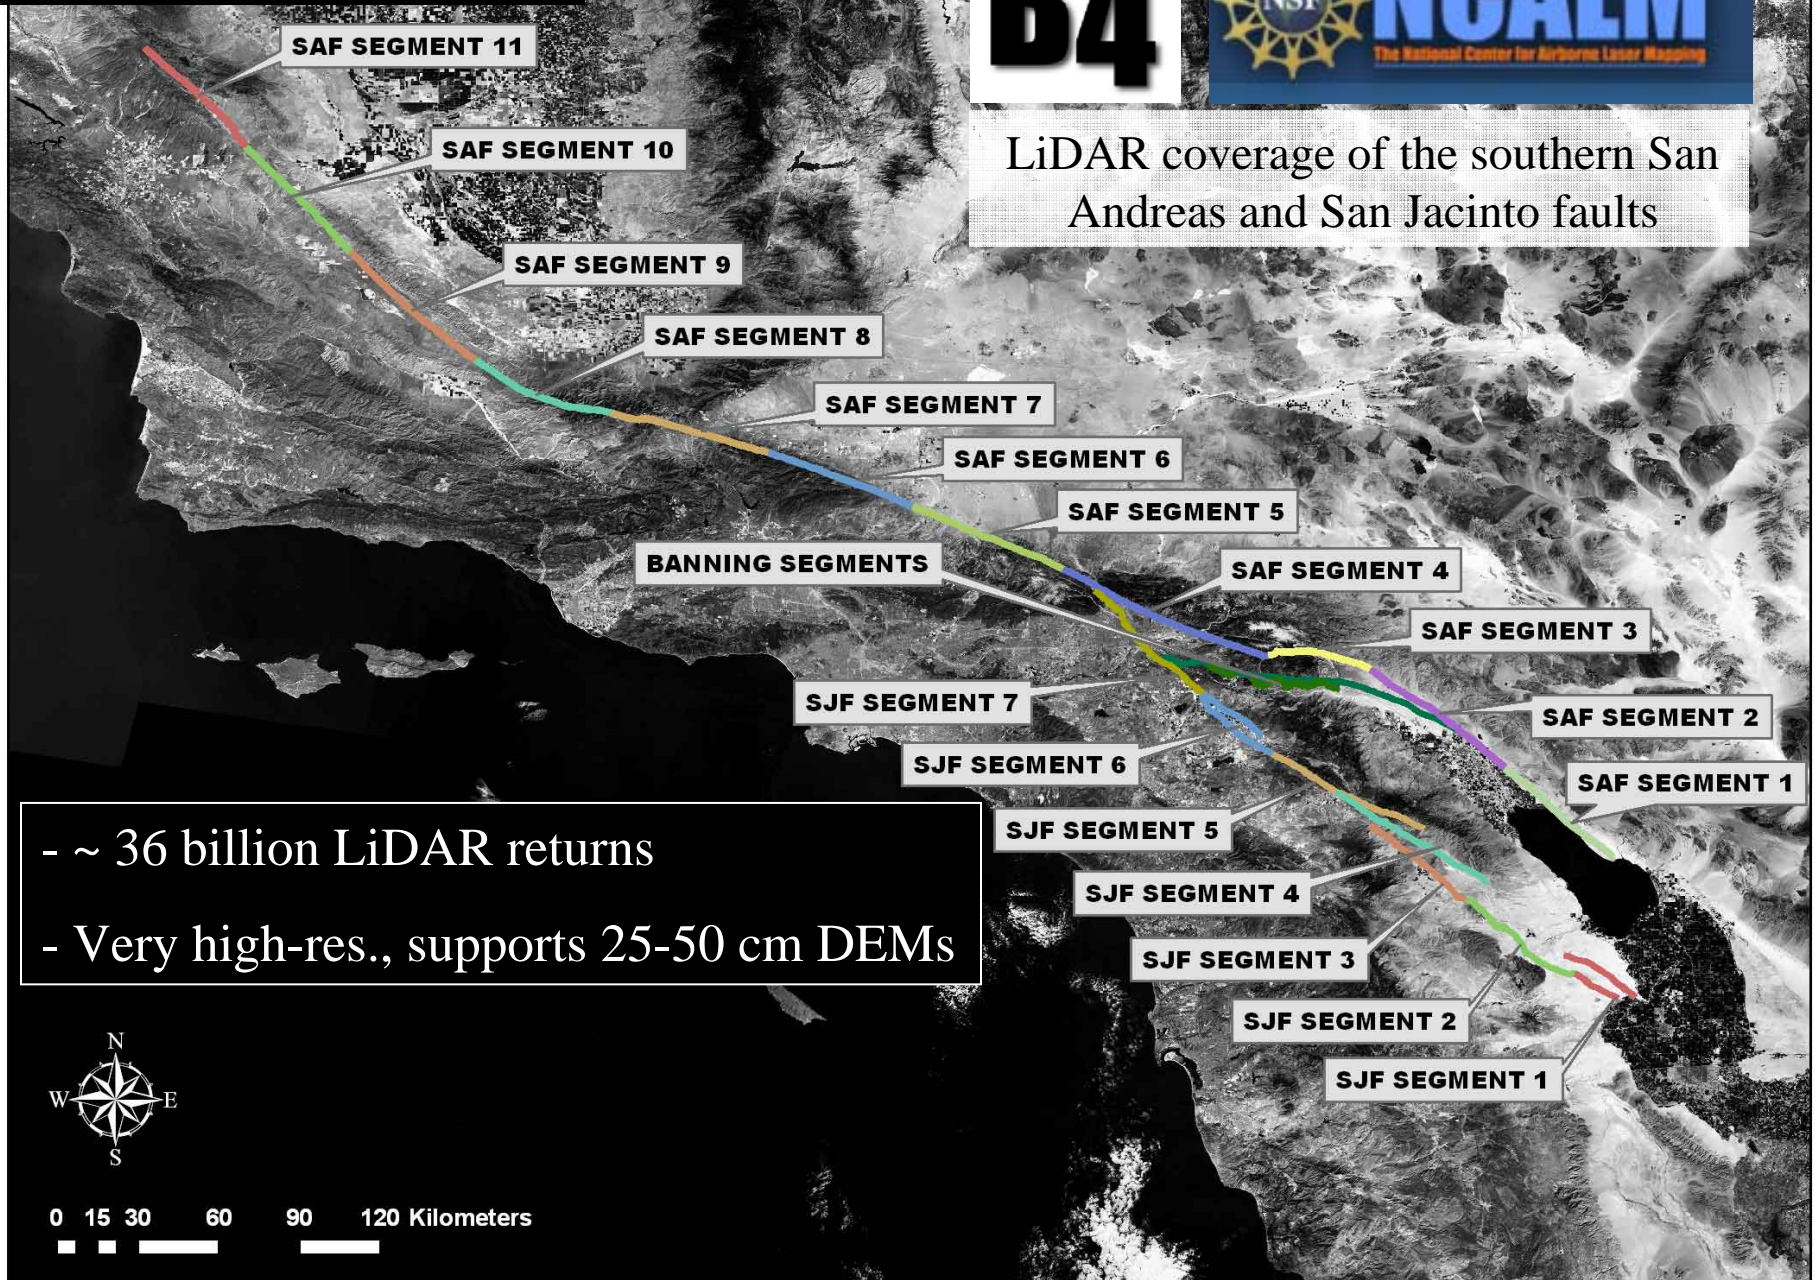 B4
NSF
NCALM
The National Center for Airborne Laser Mapping
LiDAR coverage of the southern San
Andreas and San Jacinto faults
SAF SEGMENT 11
SAF SEGMENT 10
SAF SEGMENT 9
SAF SEGMENT 8
SAF SEGMENT 7
SAF SEGMENT 6
SAF SEGMENT 5
BANNING SEGMENTS
SAF SEGMENT 4
SAF SEGMENT 3
SJF SEGMENT 7
SAF SEGMENT 2
SJF SEGMENT 6
SAF SEGMENT 1
SJF SEGMENT 5
SJF SEGMENT 4
SJF SEGMENT 3
SJF SEGMENT 2
SJF SEGMENT 1
- ~ 36 billion LiDAR returns
- Very high-res., supports 25-50 cm DEMs
N
W E
S
0 15 30 60 90 120 Kilometers